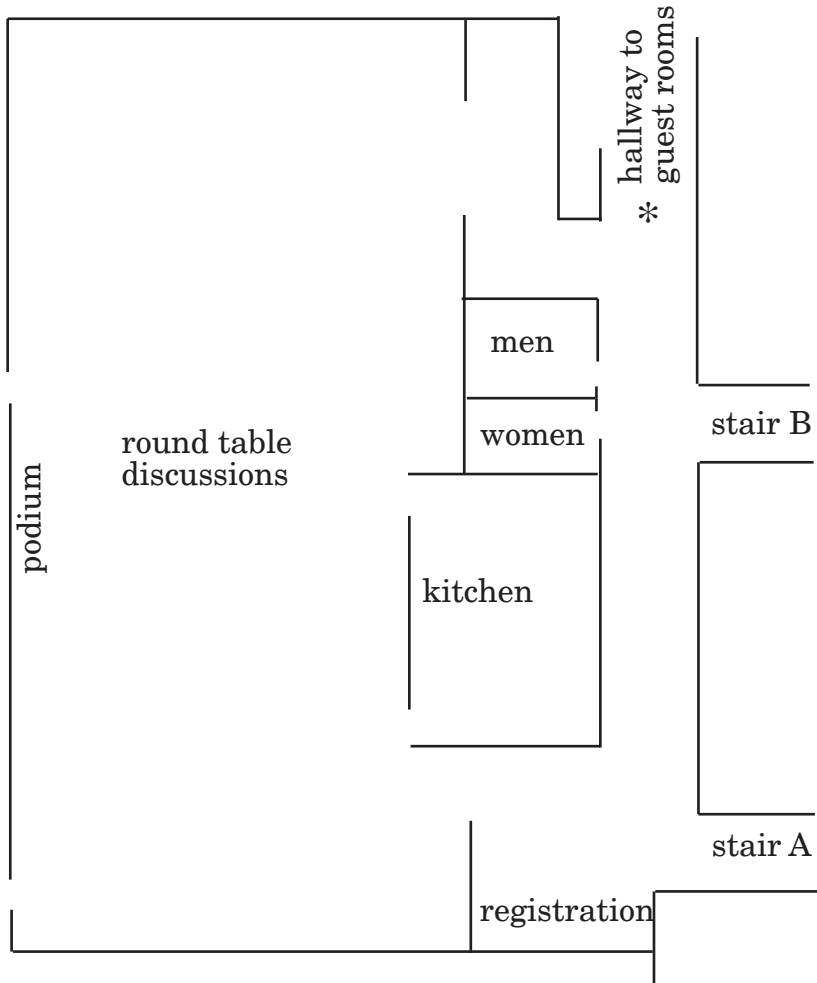 hallway to
guest rooms
*
men
women
stair B
round table
discussions
podium
kitchen
stair A
registration